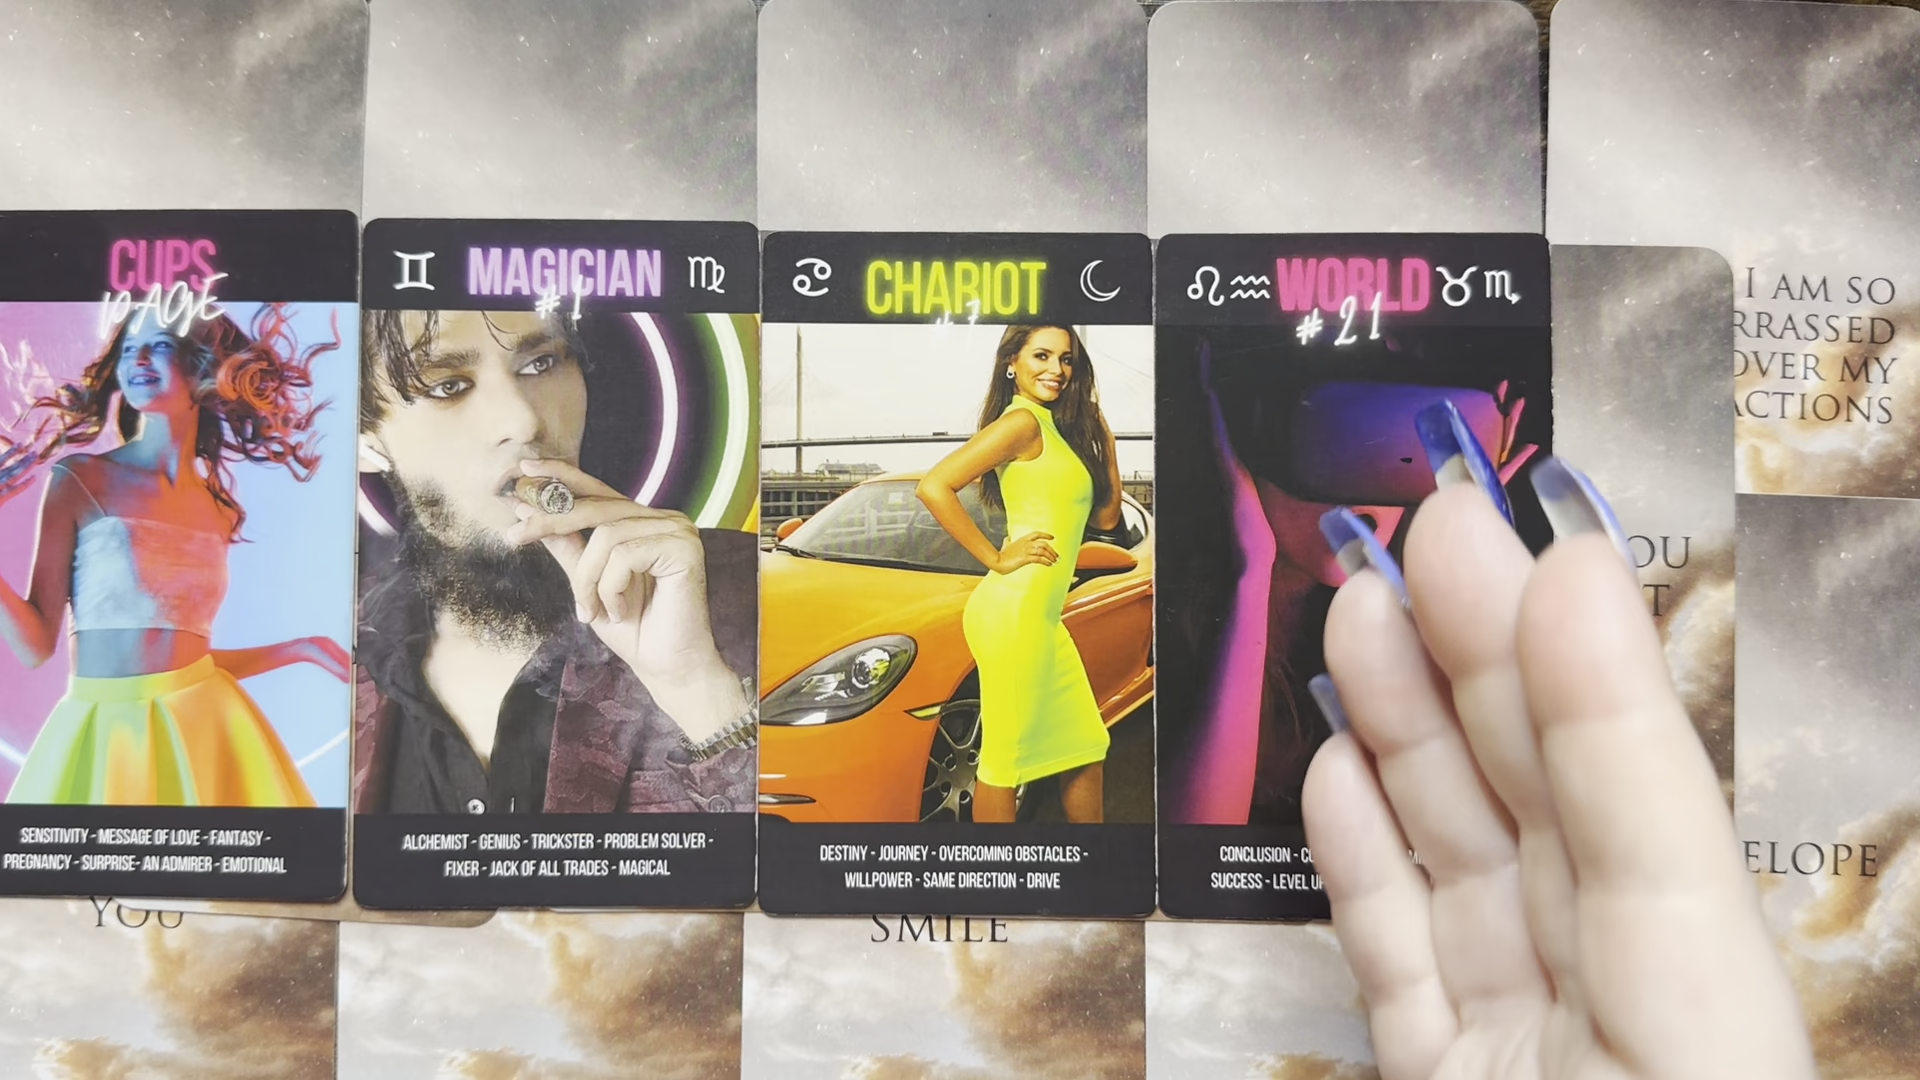 CUPS
PAGE
SENSITIVITY - MESSAGE OF LOVE - FANTASY -
PREGNANCY - SURPRISE- AN ADMIRER - EMOTIONAL
YOU
♊ MAGICIAN ♍
#1
ALCHEMIST - GENIUS - TRICKSTER - PROBLEM SOLVER -
FIXER - JACK OF ALL TRADES - MAGICAL
♋ CHARIOT ☾
#7
DESTINY - JOURNEY - OVERCOMING OBSTACLES -
WILLPOWER - SAME DIRECTION - DRIVE
SMILE
♌ ♒ WORLD ♉ ♏
# 21
CONCLUSION -
SUCCESS - LEVEL
I AM SO
RRASSED
OVER MY
ACTIONS
OU
T
ELOPE